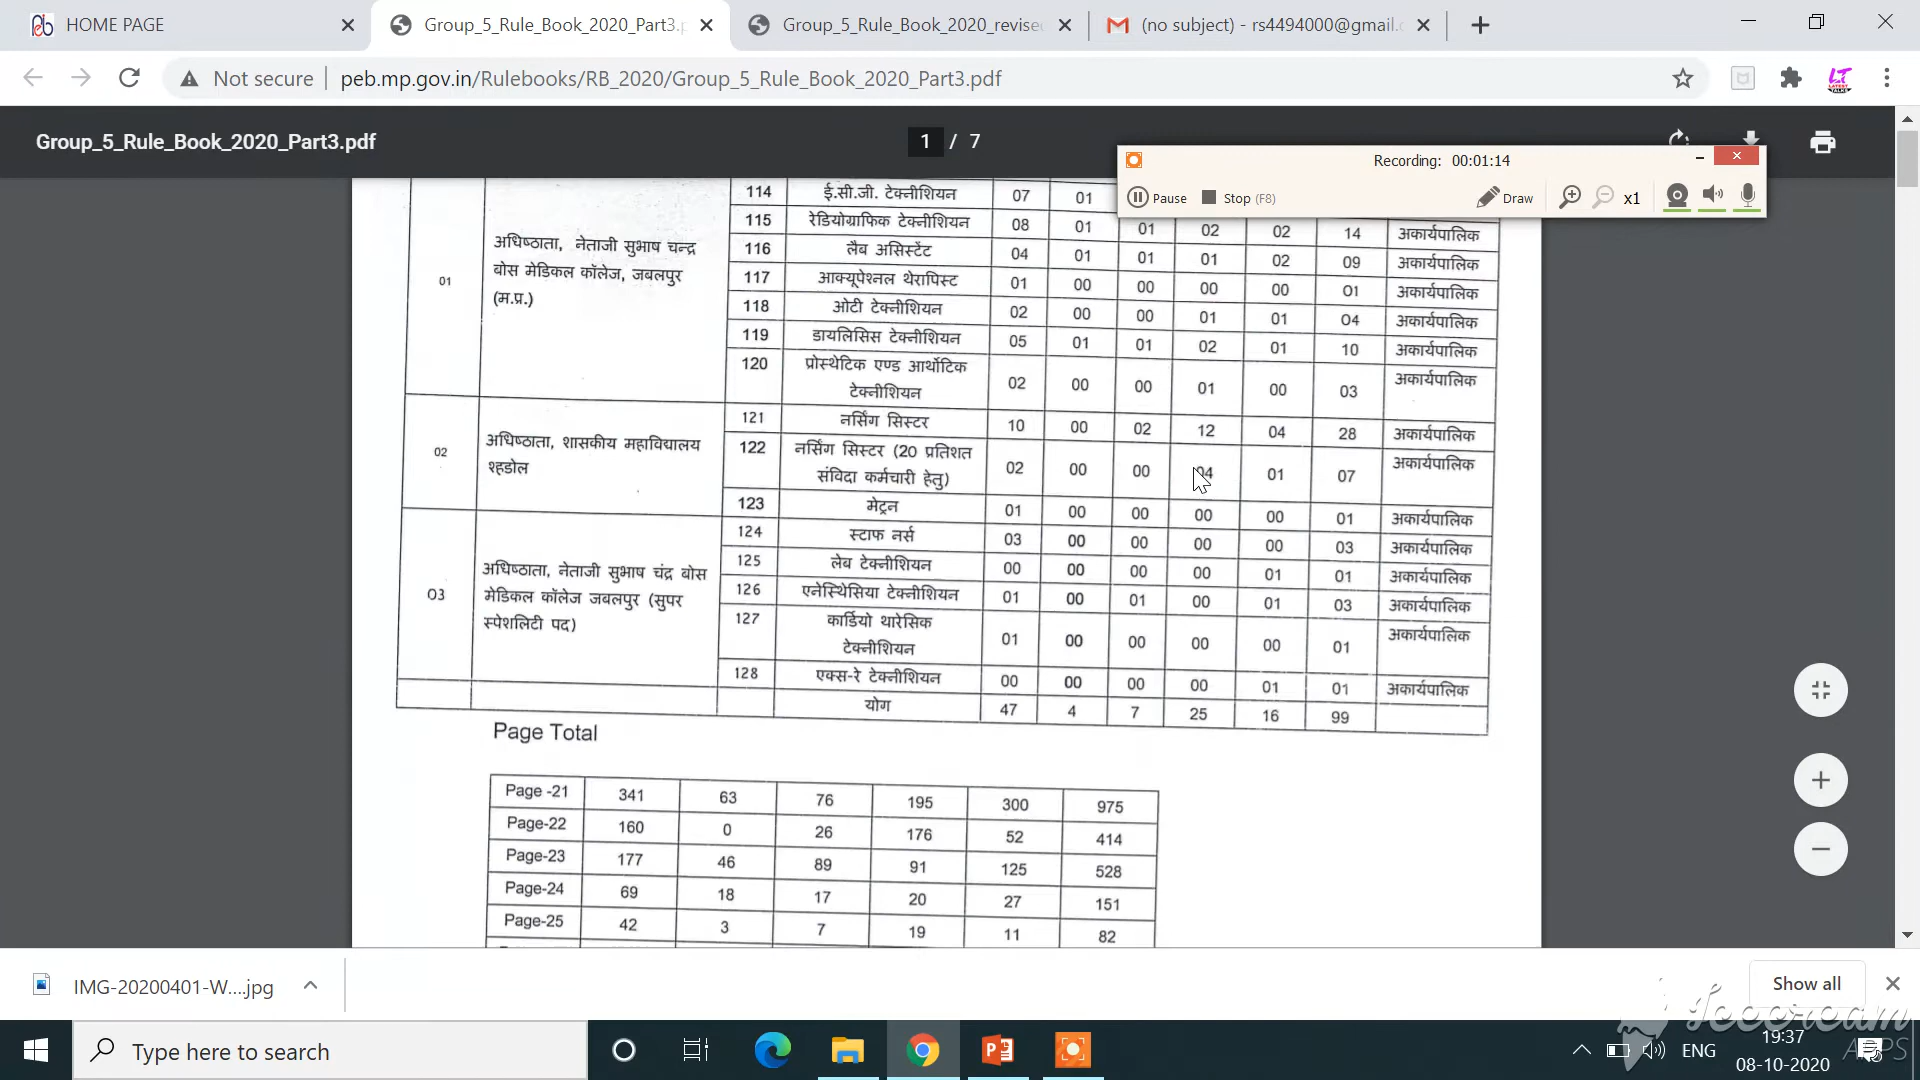 HOME PAGE
Group_5_Rule_Book_2020_Part3.p
Group_5_Rule_Book_2020_revise
(no subject) - rs4494000@gmail.c
Not secure
peb.mp.gov.in/Rulebooks/RB_2020/Group_5_Rule_Book_2020_Part3.pdf
Group_5_Rule_Book_2020_Part3.pdf
1 / 7
Recording: 00:01:14
Pause
Stop (F8)
Draw
x1
114 ई.सी.जी. टेक्नीशियन 07 01
115 रेडियोग्राफिक टेक्नीशियन 08 01 01 02 02 14 अकार्यपालिक
01 अधिष्ठाता, नेताजी सुभाष चन्द्र
बोस मेडिकल कॉलेज, जबलपुर
(म.प्र.)
116 लैब असिस्टेंट 04 01 01 01 02 09 अकार्यपालिक
117 आक्यूपेश्नल थेरापिस्ट 01 00 00 00 00 01 अकार्यपालिक
118 ओटी टेक्नीशियन 02 00 00 01 01 04 अकार्यपालिक
119 डायलिसिस टेक्नीशियन 05 01 01 02 01 10 अकार्यपालिक
120 प्रोस्थेटिक एण्ड आर्थोटिक
टेक्नीशियन 02 00 00 01 00 03 अकार्यपालिक
02 अधिष्ठाता, शासकीय महाविद्यालय
श्हडोल
121 नर्सिंग सिस्टर 10 00 02 12 04 28 अकार्यपालिक
122 नर्सिंग सिस्टर (20 प्रतिशत
संविदा कर्मचारी हेतु) 02 00 00 04 01 07 अकार्यपालिक
123 मेट्रन 01 00 00 00 00 01 अकार्यपालिक
03 अधिष्ठाता, नेताजी सुभाष चंद्र बोस
मेडिकल कॉलेज जबलपुर (सुपर
स्पेशलिटी पद)
124 स्टाफ नर्स 03 00 00 00 00 03 अकार्यपालिक
125 लेब टेक्नीशियन 00 00 00 00 01 01 अकार्यपालिक
126 एनेस्थिसिया टेक्नीशियन 01 00 01 00 01 03 अकार्यपालिक
127 कार्डियो थारेसिक
टेक्नीशियन 01 00 00 00 00 01 अकार्यपालिक
128 एक्स-रे टेक्नीशियन 00 00 00 00 01 01 अकार्यपालिक
योग 47 4 7 25 16 99
Page Total
Page -21 341 63 76 195 300 975
Page-22 160 0 26 176 52 414
Page-23 177 46 89 91 125 528
Page-24 69 18 17 20 27 151
Page-25 42 3 7 19 11 82
IMG-20200401-W....jpg
Show all
Icecream
APPS
Type here to search
ENG
19:37
08-10-2020